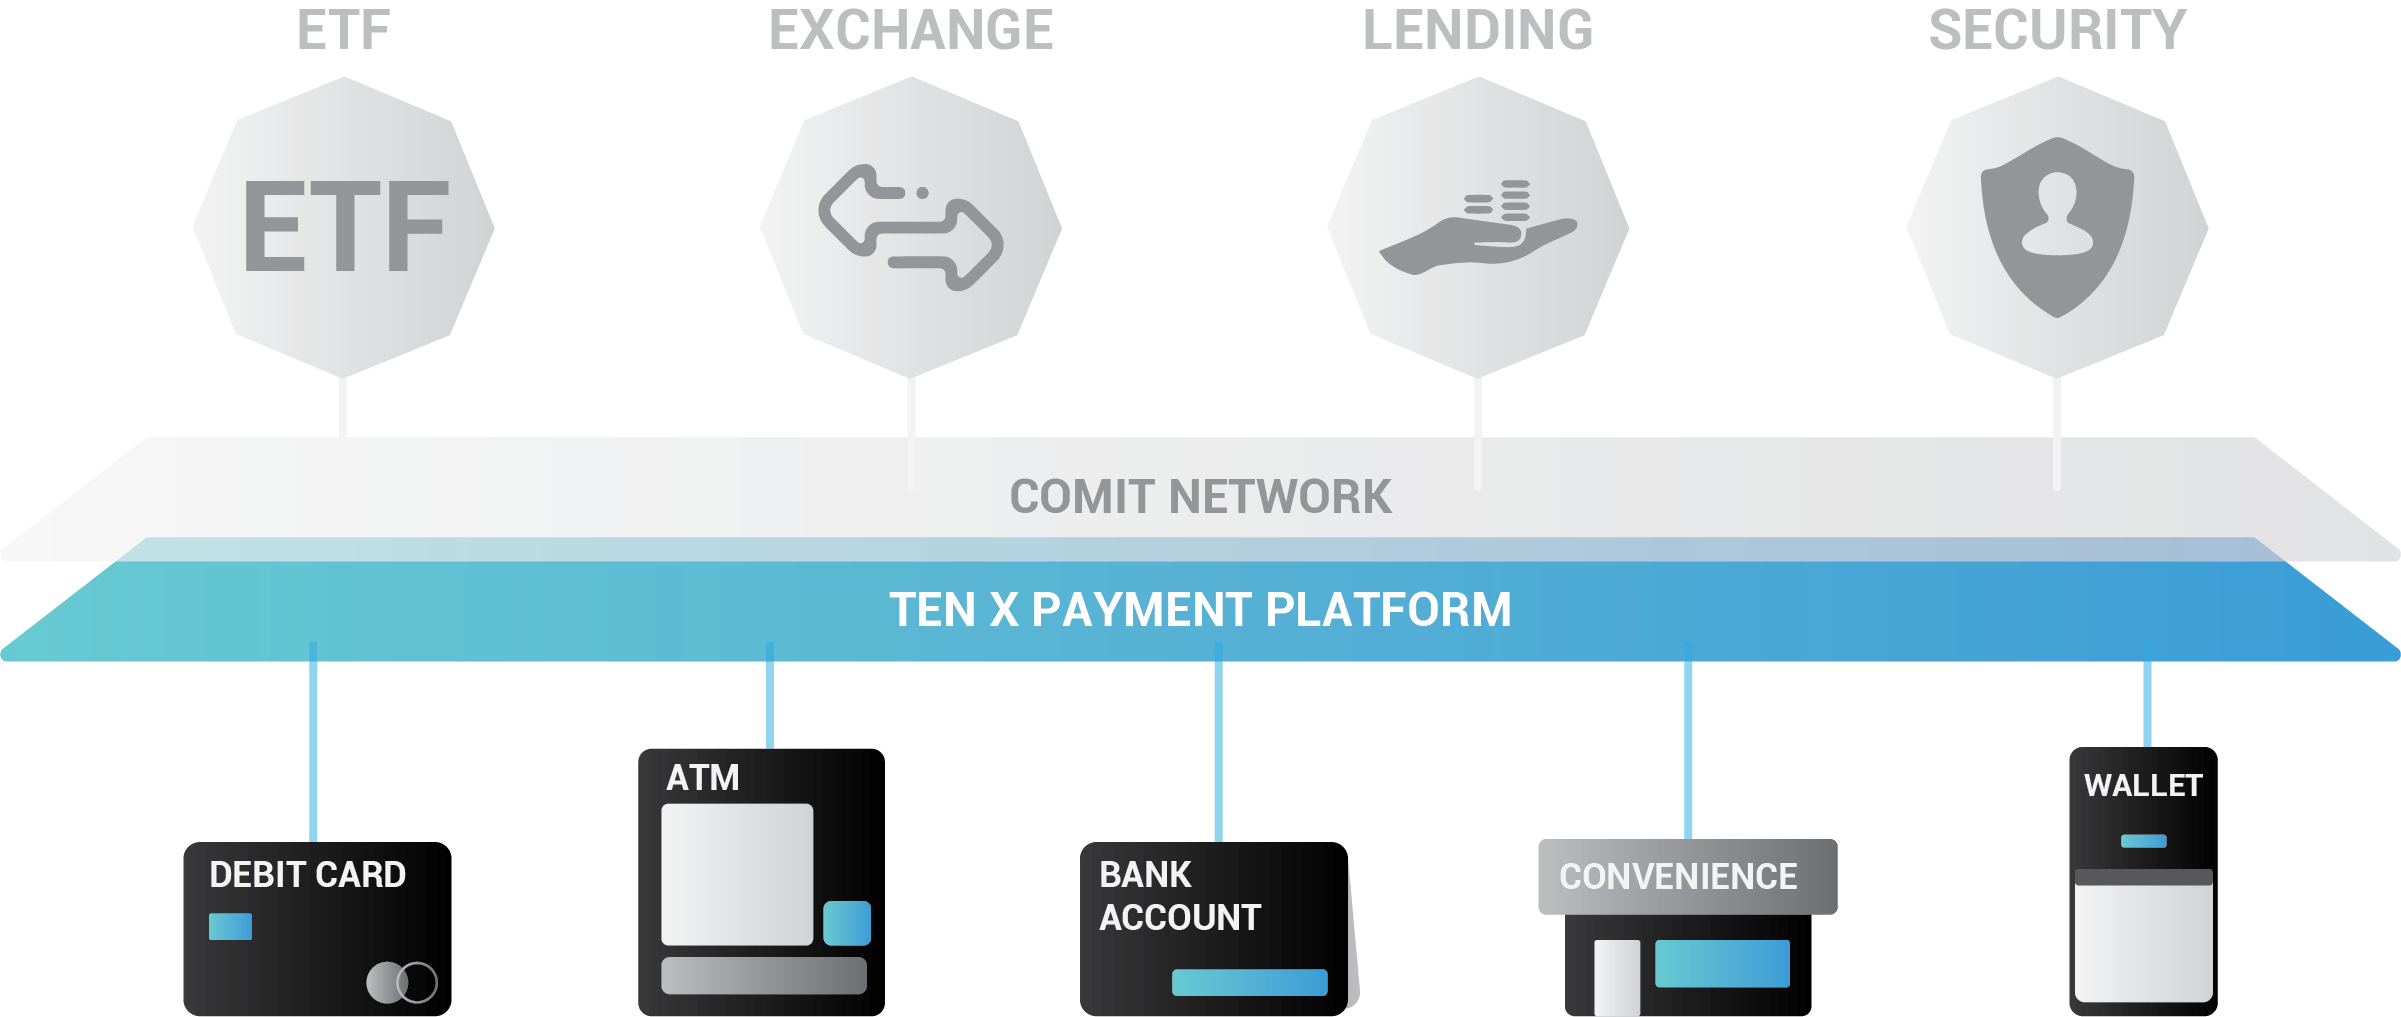 ETF
EXCHANGE
LENDING
SECURITY
ETF
COMIT NETWORK
TEN X PAYMENT PLATFORM
DEBIT CARD
ATM
BANK
ACCOUNT
CONVENIENCE
WALLET